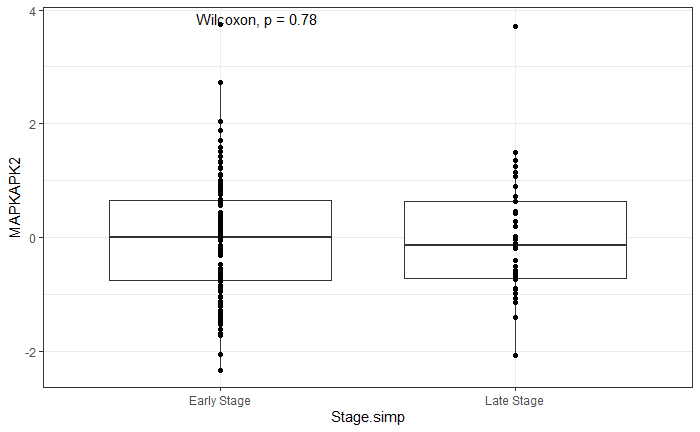 Wilcoxon, p = 0.78
4
2
0
-2
MAPKAPK2
Early Stage
Late Stage
Stage.simp